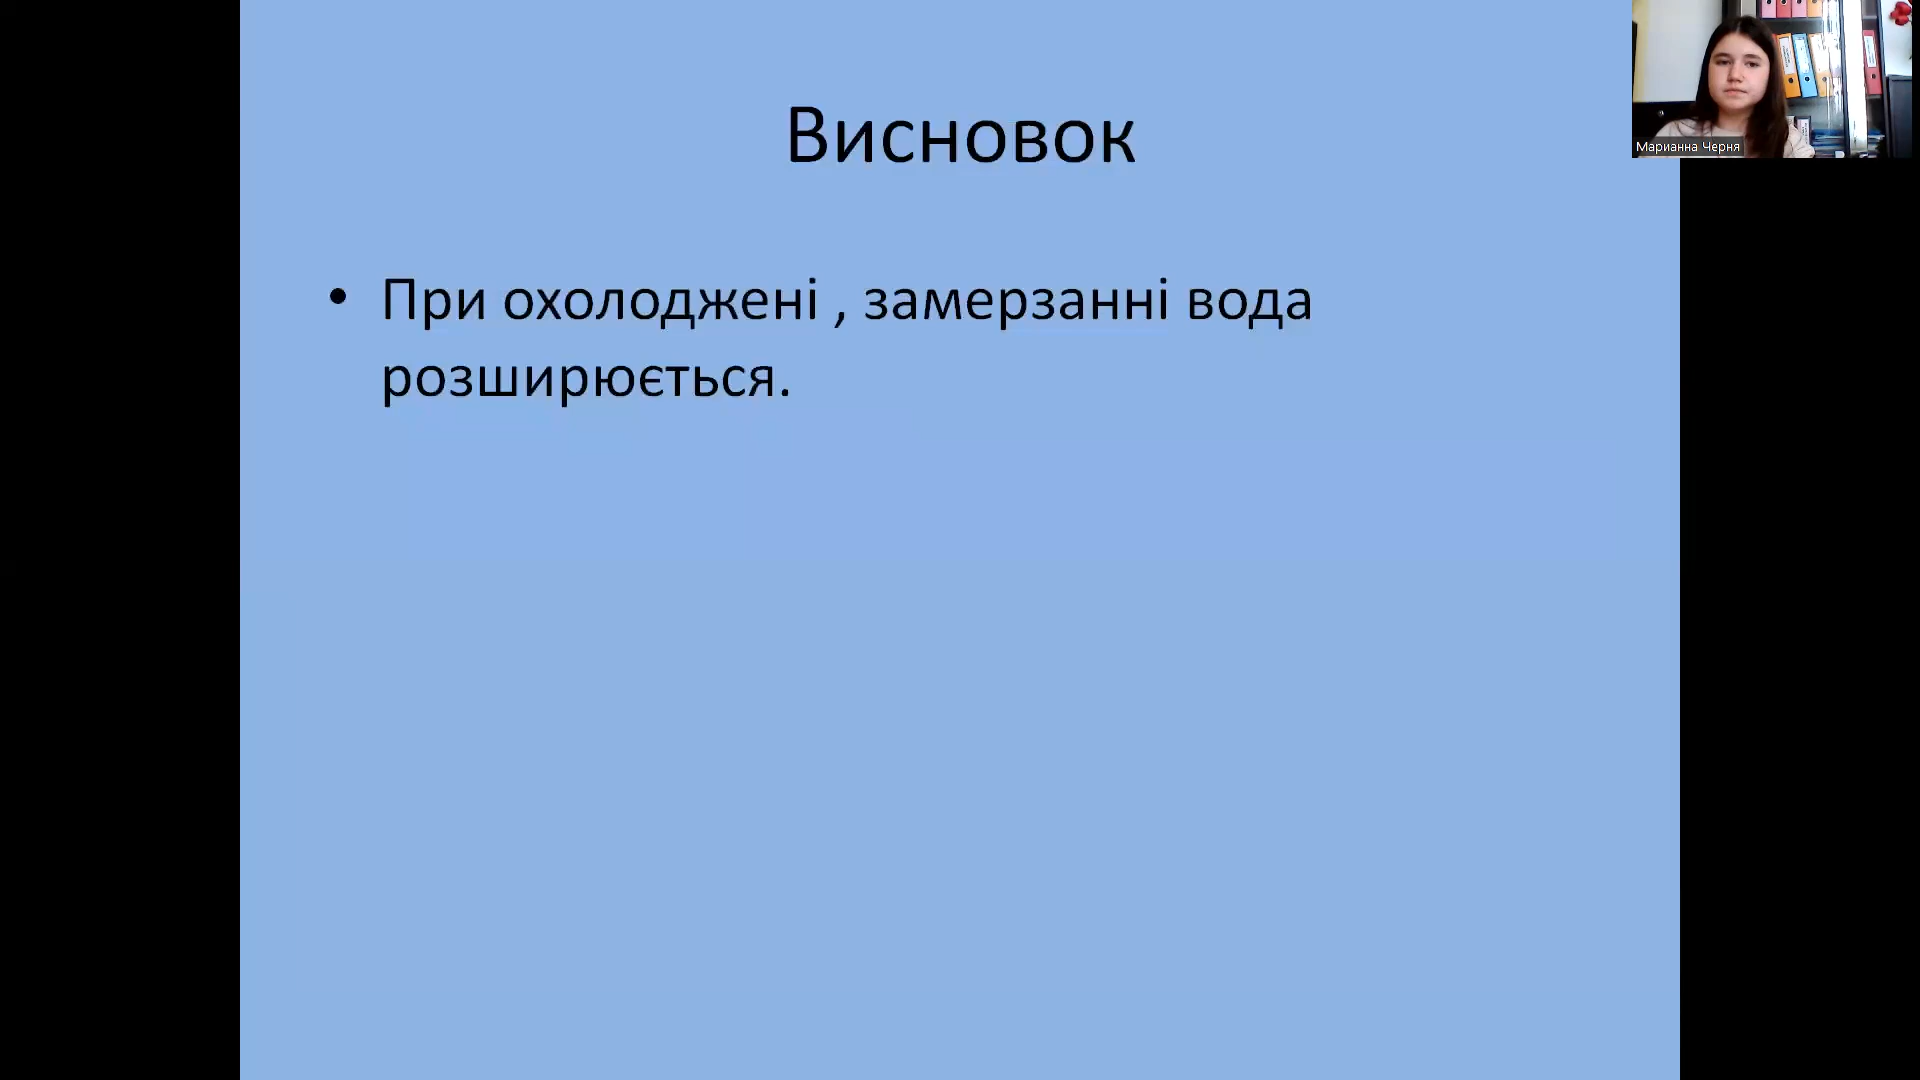 Висновок
• При охолоджені , замерзанні вода
розширюється.
Марианна Черня